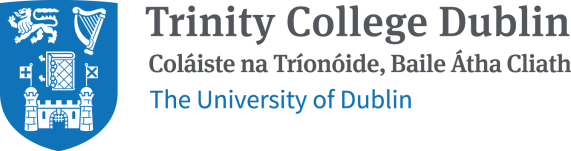 Trinity College Dublin
Coláiste na Tríonóide, Baile Átha Cliath
The University of Dublin